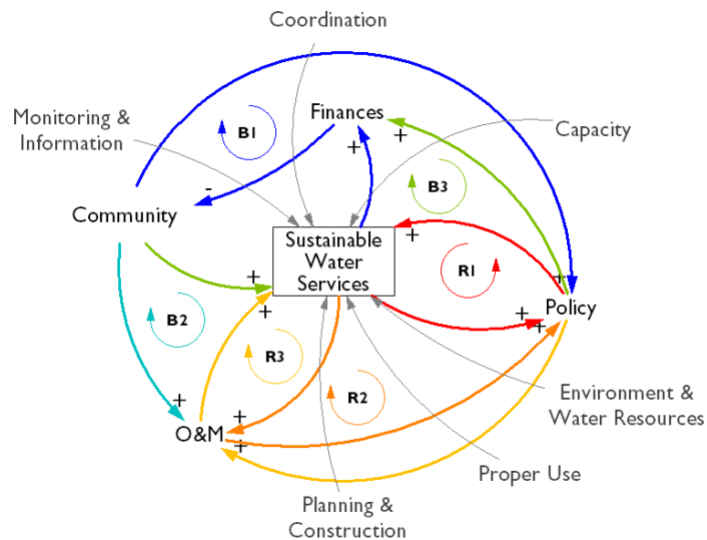 Coordination
Monitoring &
Information
Finances
Capacity
B1
+
+
-
B3
Community
Sustainable
Water
Services
+
R1
+
+
+
Policy
B2
+
+
+
R3
+
R2
+
O&M
+
Environment &
Water Resources
Proper Use
Planning &
Construction